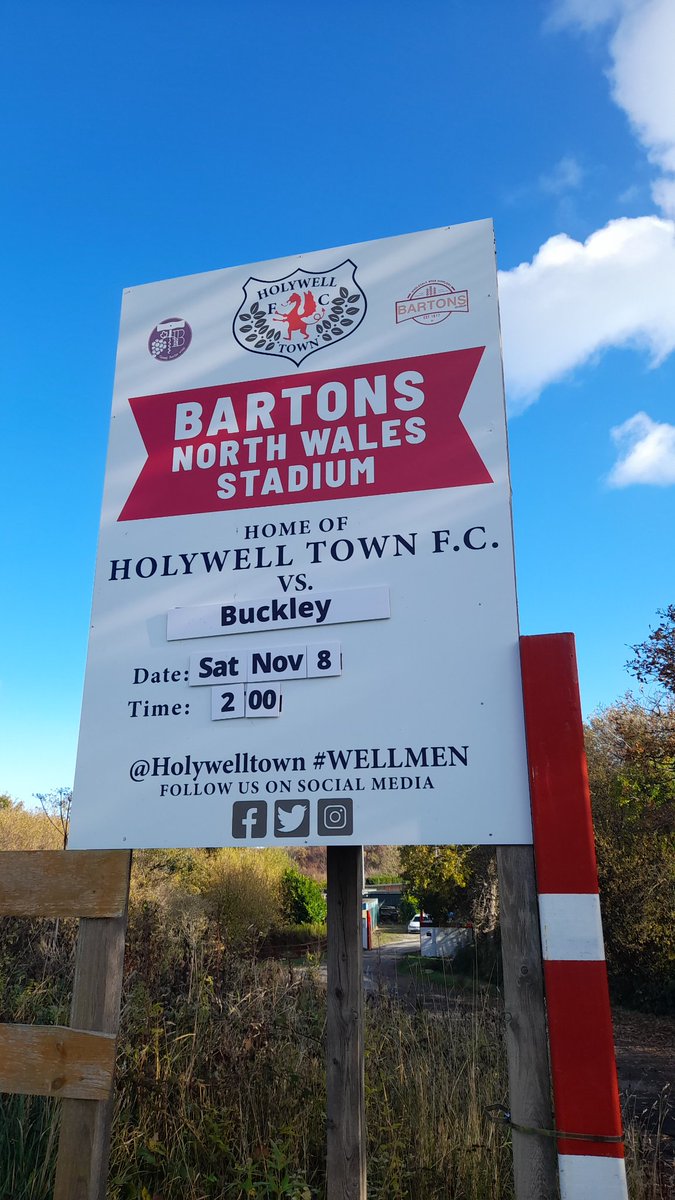 HOLYWELL
F C
TOWN
TB
BARTONS
BARTONS
NORTH WALES
STADIUM
HOME OF
HOLYWELL TOWN F.C.
VS.
Buckley
Date: Sat Nov 8
Time: 2 00
@Holywelltown #WELLMEN
FOLLOW US ON SOCIAL MEDIA